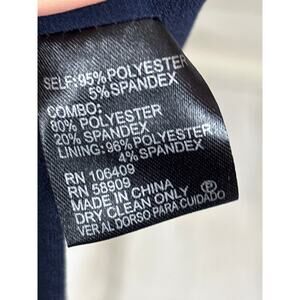 SELF: 95% POLYESTER
5% SPANDEX
COMBO:
80% POLYESTER
20% SPANDEX
LINING: 96% POLYESTER
4% SPANDEX
RN 106409
RN 58909
MADE IN CHINA
DRY CLEAN ONLY Ⓟ
VER AL DORSO PARA CUIDADO